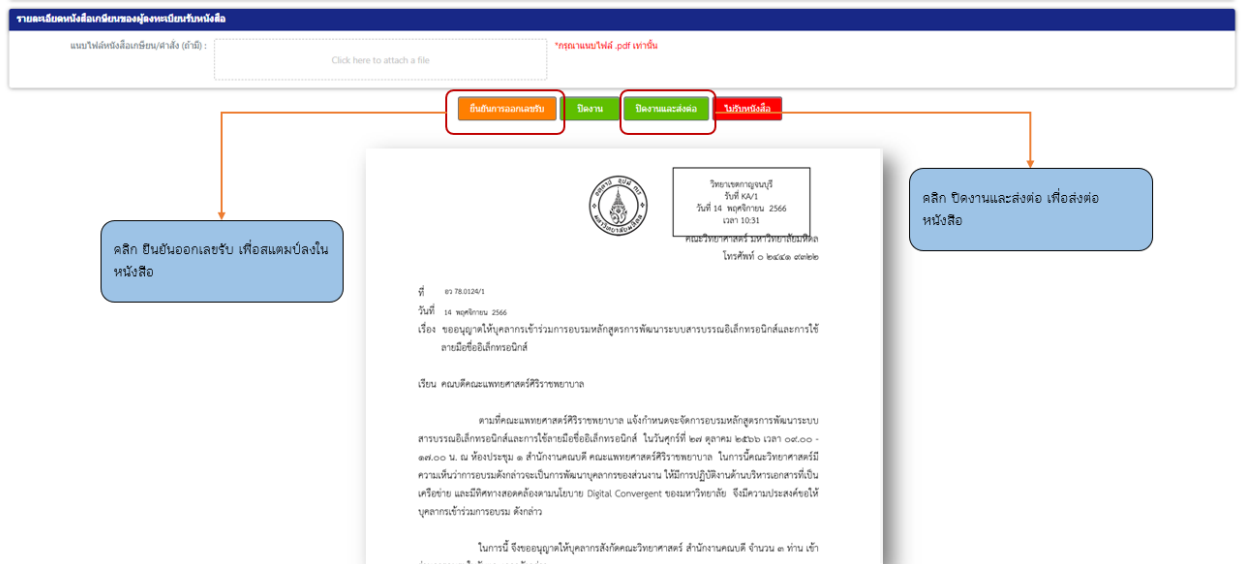 รายละเอียดหนังสือเกษียนของผู้ลงทะเบียนรับหนังสือ
แนบไฟล์หนังสือเกษียน/คำสั่ง (ถ้ามี) :
Click here to attach a file
*กรุณาแนบไฟล์ .pdf เท่านั้น
ยืนยันการออกเลขรับ
ปิดงาน
ปิดงานและส่งต่อ
ไม่รับหนังสือ
คลิก ยืนยันออกเลขรับ เพื่อสแตมป์ลงใน
หนังสือ
คลิก ปิดงานและส่งต่อ เพื่อส่งต่อ
หนังสือ
วิทยาเขตกาญจนบุรี
รับที่ KA/1
วันที่ 14 พฤศจิกายน 2566
เวลา 10:31
คณะวิทยาศาสตร์ มหาวิทยาลัยมหิดล
โทรศัพท์ ๐ ๒๔๔๑ ๙๗๒๒
ที่ อว 78.0124/1
วันที่ 14 พฤศจิกายน 2566
เรื่อง ขออนุญาตให้บุคลากรเข้าร่วมการอบรมหลักสูตรการพัฒนาระบบสารบรรณอิเล็กทรอนิกส์และการใช้
ลายมือชื่ออิเล็กทรอนิกส์
เรียน คณบดีคณะแพทยศาสตร์ศิริราชพยาบาล
ตามที่คณะแพทยศาสตร์ศิริราชพยาบาล แจ้งกำหนดจะจัดการอบรมหลักสูตรการพัฒนาระบบ
สารบรรณอิเล็กทรอนิกส์และการใช้ลายมือชื่ออิเล็กทรอนิกส์ ในวันศุกร์ที่ ๒๗ ตุลาคม ๒๕๖๖ เวลา ๐๙.๐๐ -
๑๗.๐๐ น. ณ ห้องประชุม ๑ สำนักงานคณบดี คณะแพทยศาสตร์ศิริราชพยาบาล ในการนี้คณะวิทยาศาสตร์มี
ความเห็นว่าการอบรมดังกล่าวจะเป็นการพัฒนาบุคลากรของส่วนงาน ให้มีการปฏิบัติงานด้านบริหารเอกสารที่เป็น
เครือข่าย และมีทิศทางสอดคล้องตามนโยบาย Digital Convergent ของมหาวิทยาลัย จึงมีความประสงค์ขอให้
บุคลากรเข้าร่วมการอบรม ดังกล่าว
ในการนี้ จึงขออนุญาตให้บุคลากรสังกัดคณะวิทยาศาสตร์ สำนักงานคณบดี จำนวน ๓ ท่าน เข้า